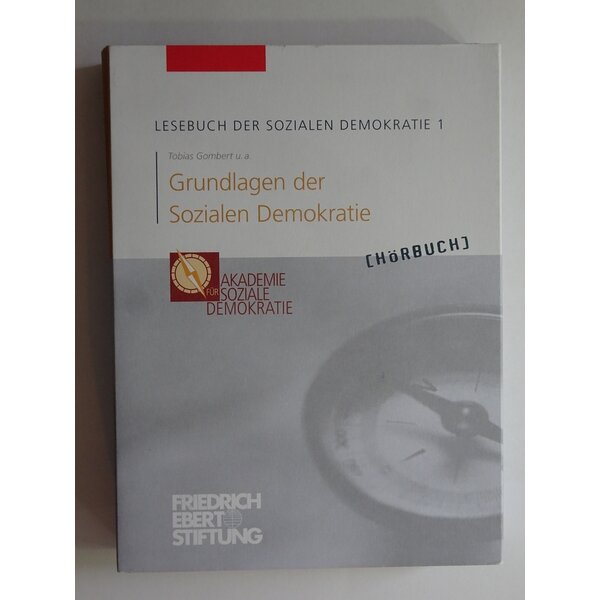 LESEBUCH DER SOZIALEN DEMOKRATIE 1
Tobias Gombert u. a.
Grundlagen der
Sozialen Demokratie
[HöRBUCH]
AKADEMIE
FÜR SOZIALE
DEMOKRATIE
FRIEDRICH
EBERT
STIFTUNG